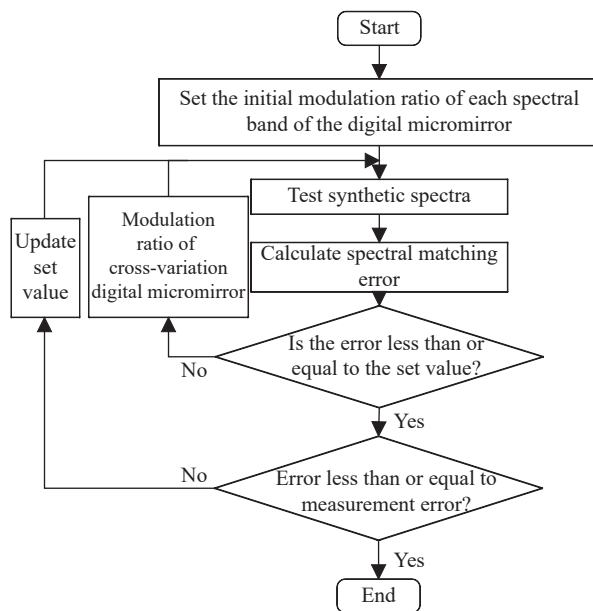 Start
Set the initial modulation ratio of each spectral
band of the digital micromirror
Test synthetic spectra
Modulation
ratio of
cross-variation
digital micromirror
Update
set
value
Calculate spectral matching
error
Is the error less than or
equal to the set value?
No
Yes
Error less than or equal to
measurement error?
No
Yes
End